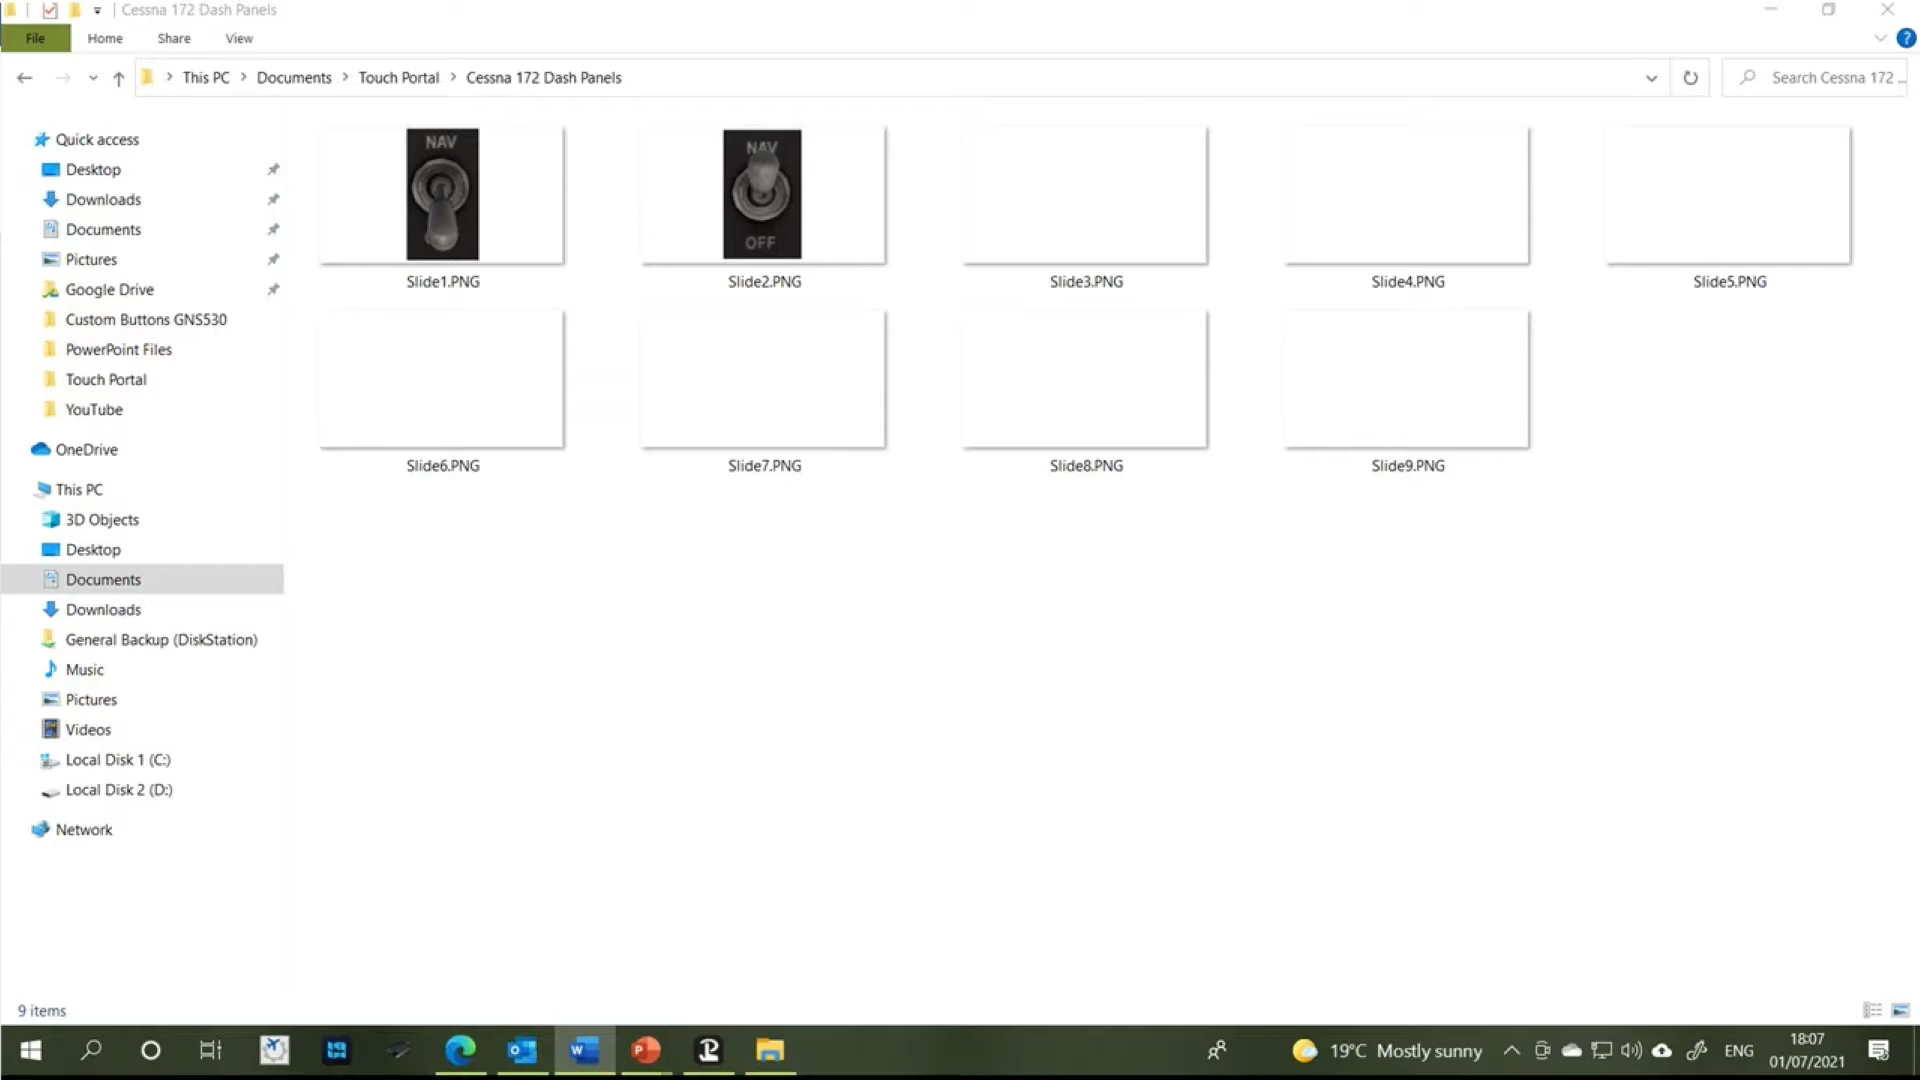 Cessna 172 Dash Panels
File Home Share View
This PC Documents Touch Portal Cessna 172 Dash Panels
Search Cessna 172 ...
Quick access
Desktop
Downloads
Documents
Pictures
Google Drive
Custom Buttons GNS530
PowerPoint Files
Touch Portal
YouTube
OneDrive
This PC
3D Objects
Desktop
Documents
Downloads
General Backup (DiskStation)
Music
Pictures
Videos
Local Disk 1 (C:)
Local Disk 2 (D:)
Network
NAV
NAV
OFF
Slide1.PNG Slide2.PNG Slide3.PNG Slide4.PNG Slide5.PNG
Slide6.PNG Slide7.PNG Slide8.PNG Slide9.PNG
9 items
19°C Mostly sunny
ENG
18:07
01/07/2021